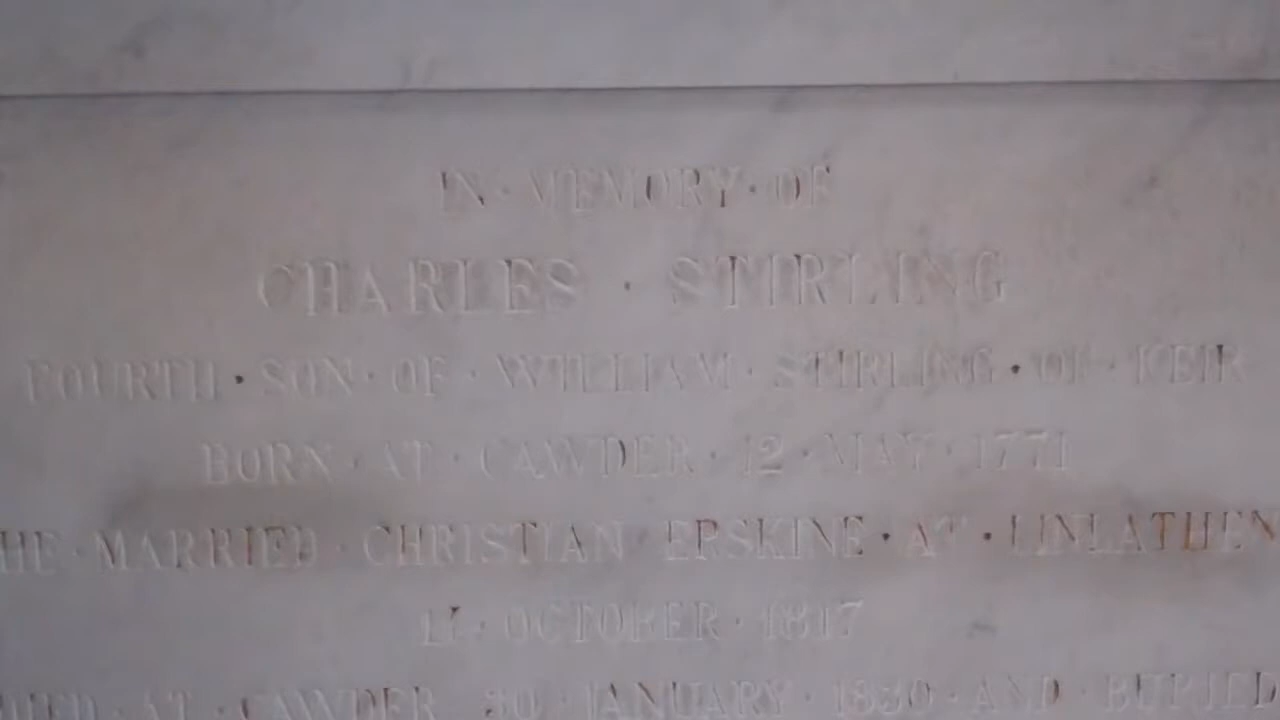 IN · MEMORY · OF
CHARLES · STIRLING
FOURTH · SON · OF · WILLIAM · STIRLING · OF · KEIR
BORN · AT · CAWDER · 12 · MAY · 1771
HE · MARRIED · CHRISTIAN ERSKINE · AT · LINLATHEN
OCTOBER · 1817
DIED · AT · CAWDER 30 · JANUARY · 1830 · AND · BURIED